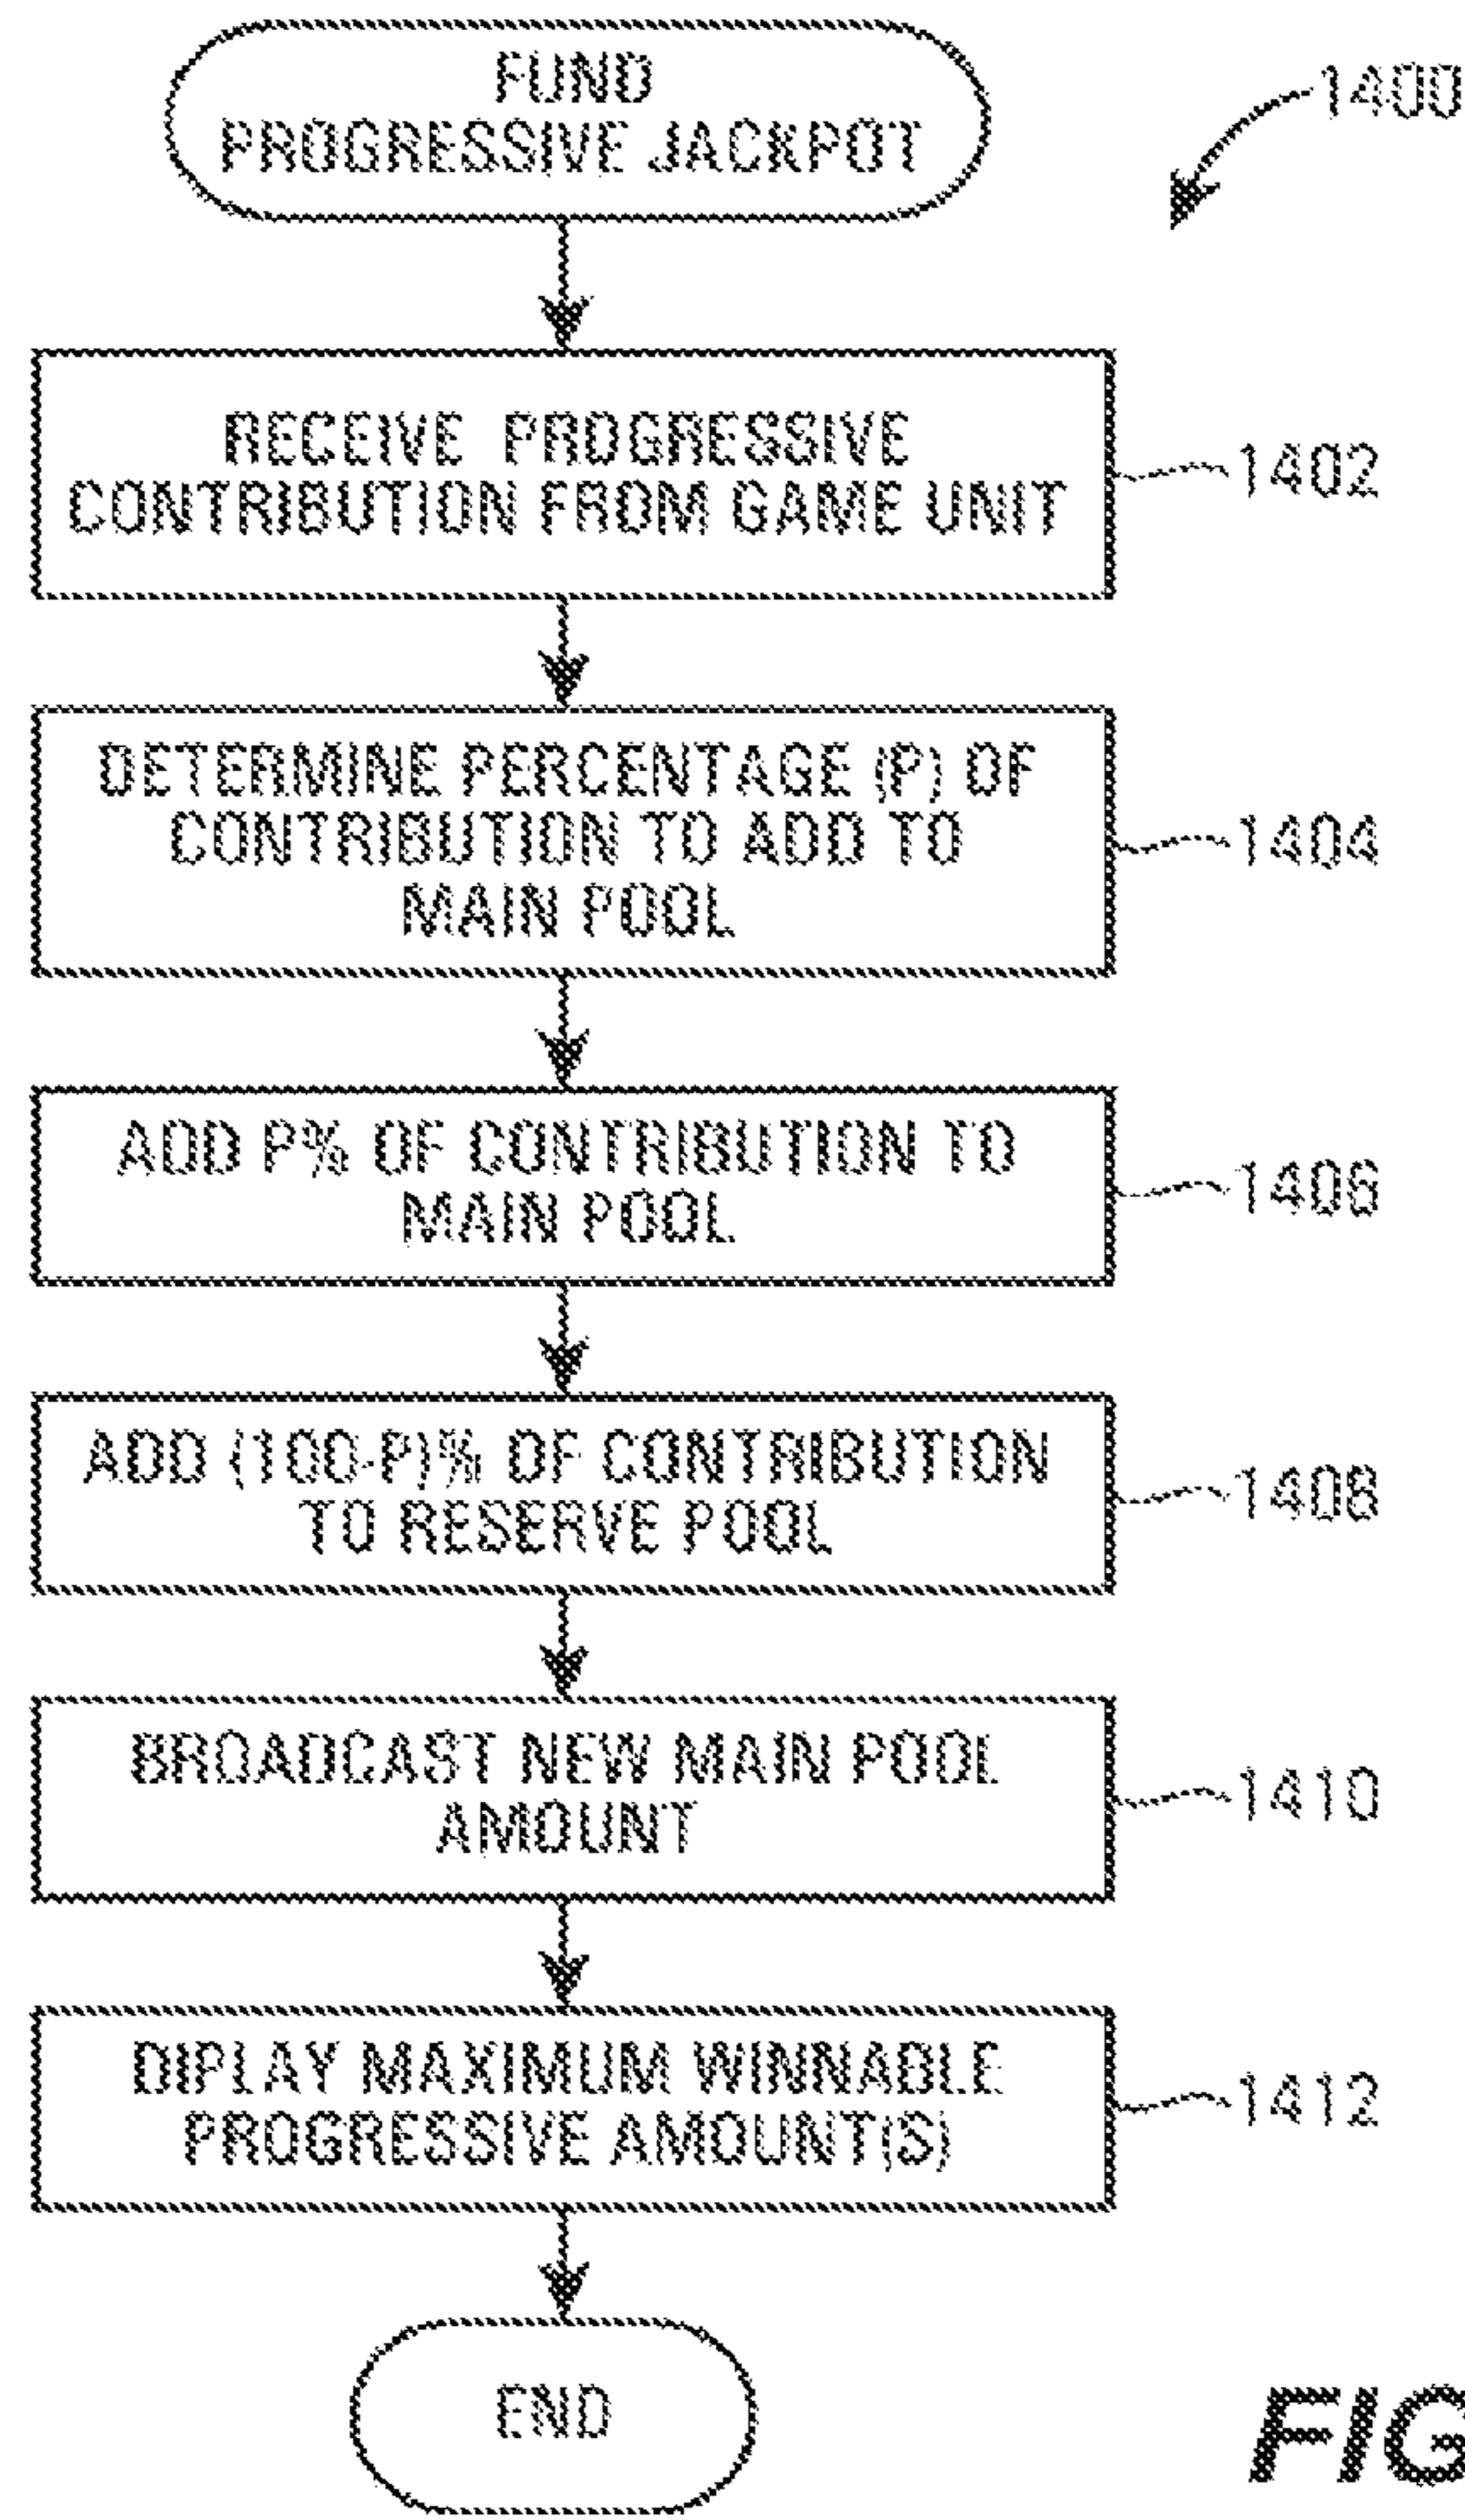 FUND
PROGRESSIVE JACKPOT
1400
RECEIVE PROGRESSIVE
CONTRIBUTION FROM GAME UNIT
1402
DETERMINE PERCENTAGE (P) OF
CONTRIBUTION TO ADD TO
MAIN POOL
1404
ADD P% OF CONTRIBUTION TO
MAIN POOL
1406
ADD (100-P)% OF CONTRIBUTION
TO RESERVE POOL
1408
BROADCAST NEW MAIN POOL
AMOUNT
1410
DIPLAY MAXIMUM WINNABLE
PROGRESSIVE AMOUNT(S)
1412
END
FIG